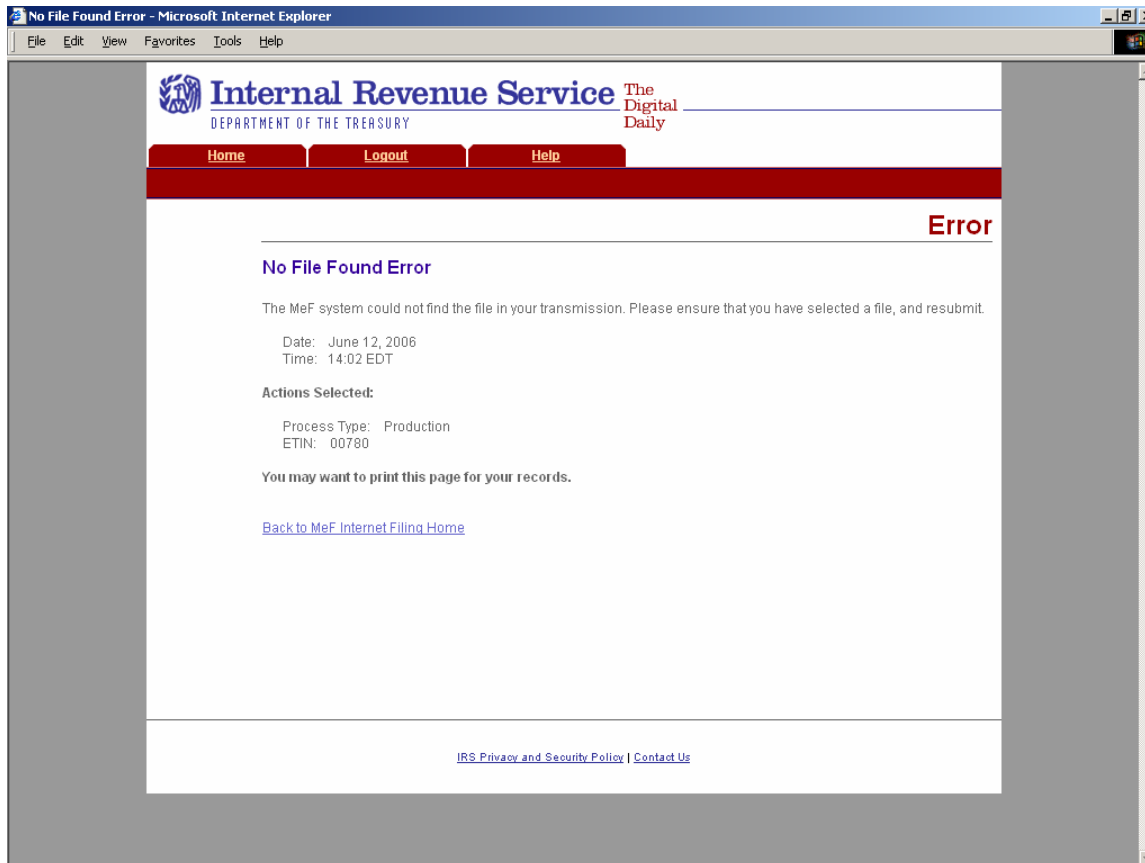 No File Found Error - Microsoft Internet Explorer
File Edit View Favorites Tools Help
Internal Revenue Service
DEPARTMENT OF THE TREASURY
The
Digital
Daily
Home Logout Help
Error
No File Found Error
The MeF system could not find the file in your transmission. Please ensure that you have selected a file, and resubmit.
Date: June 12, 2006
Time: 14:02 EDT
Actions Selected:
Process Type: Production
ETIN: 00780
You may want to print this page for your records.
Back to MeF Internet Filing Home
IRS Privacy and Security Policy | Contact Us